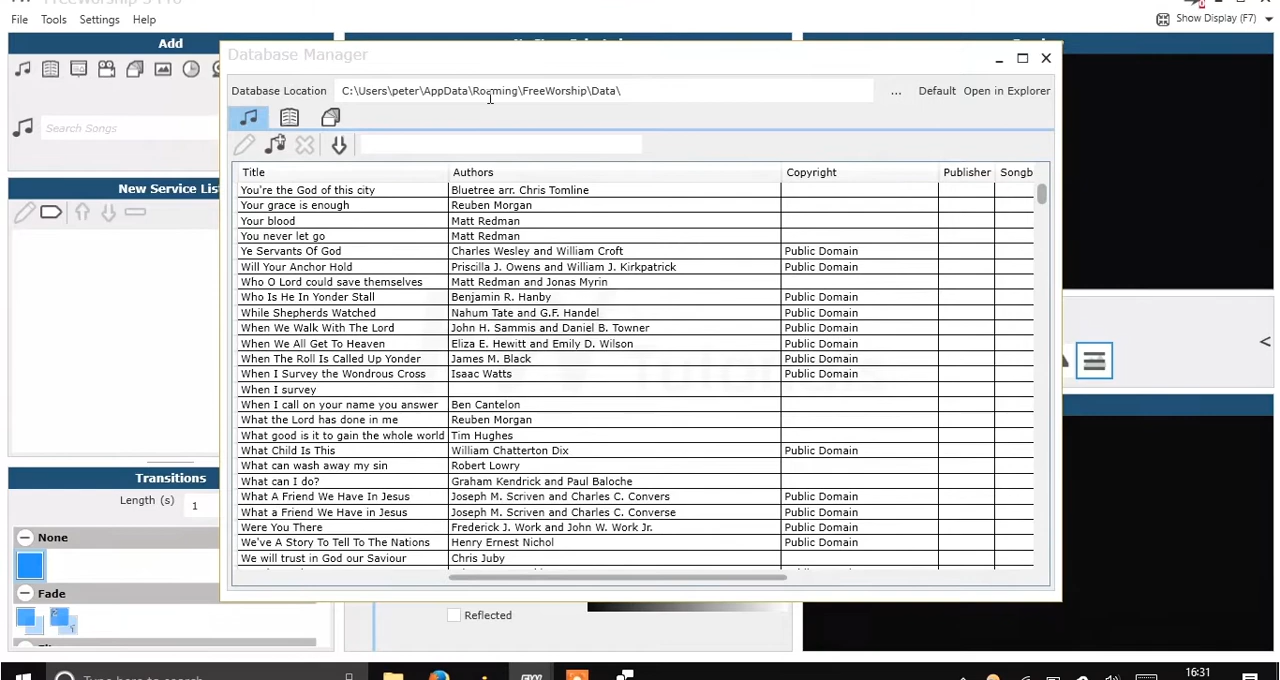 File Tools Settings Help
Show Display (F7)
Add
Database Manager
Database Location C:\Users\peter\AppData\Roaming\FreeWorship\Data\ ... Default Open in Explorer
Search Songs
New Service List
Title Authors Copyright Publisher Songb
You're the God of this city Bluetree arr. Chris Tomline
Your grace is enough Reuben Morgan
Your blood Matt Redman
You never let go Matt Redman
Ye Servants Of God Charles Wesley and William Croft Public Domain
Will Your Anchor Hold Priscilla J. Owens and William J. Kirkpatrick Public Domain
Who O Lord could save themselves Matt Redman and Jonas Myrin
Who Is He In Yonder Stall Benjamin R. Hanby Public Domain
While Shepherds Watched Nahum Tate and G.F. Handel Public Domain
When We Walk With The Lord John H. Sammis and Daniel B. Towner Public Domain
When We All Get To Heaven Eliza E. Hewitt and Emily D. Wilson Public Domain
When The Roll Is Called Up Yonder James M. Black Public Domain
When I Survey the Wondrous Cross Isaac Watts Public Domain
When I survey
When I call on your name you answer Ben Cantelon
What the Lord has done in me Reuben Morgan
What good is it to gain the whole world Tim Hughes
What Child Is This William Chatterton Dix Public Domain
What can wash away my sin Robert Lowry
What can I do? Graham Kendrick and Paul Baloche
What A Friend We Have In Jesus Joseph M. Scriven and Charles C. Convers Public Domain
What a Friend We Have in Jesus Joseph M. Scriven and Charles C. Converse Public Domain
Were You There Frederick J. Work and John W. Work Jr. Public Domain
We've A Story To Tell To The Nations Henry Ernest Nichol Public Domain
We will trust in God our Saviour Chris Juby
Transitions
Length (s) 1
None
Fade
Reflected
16:31